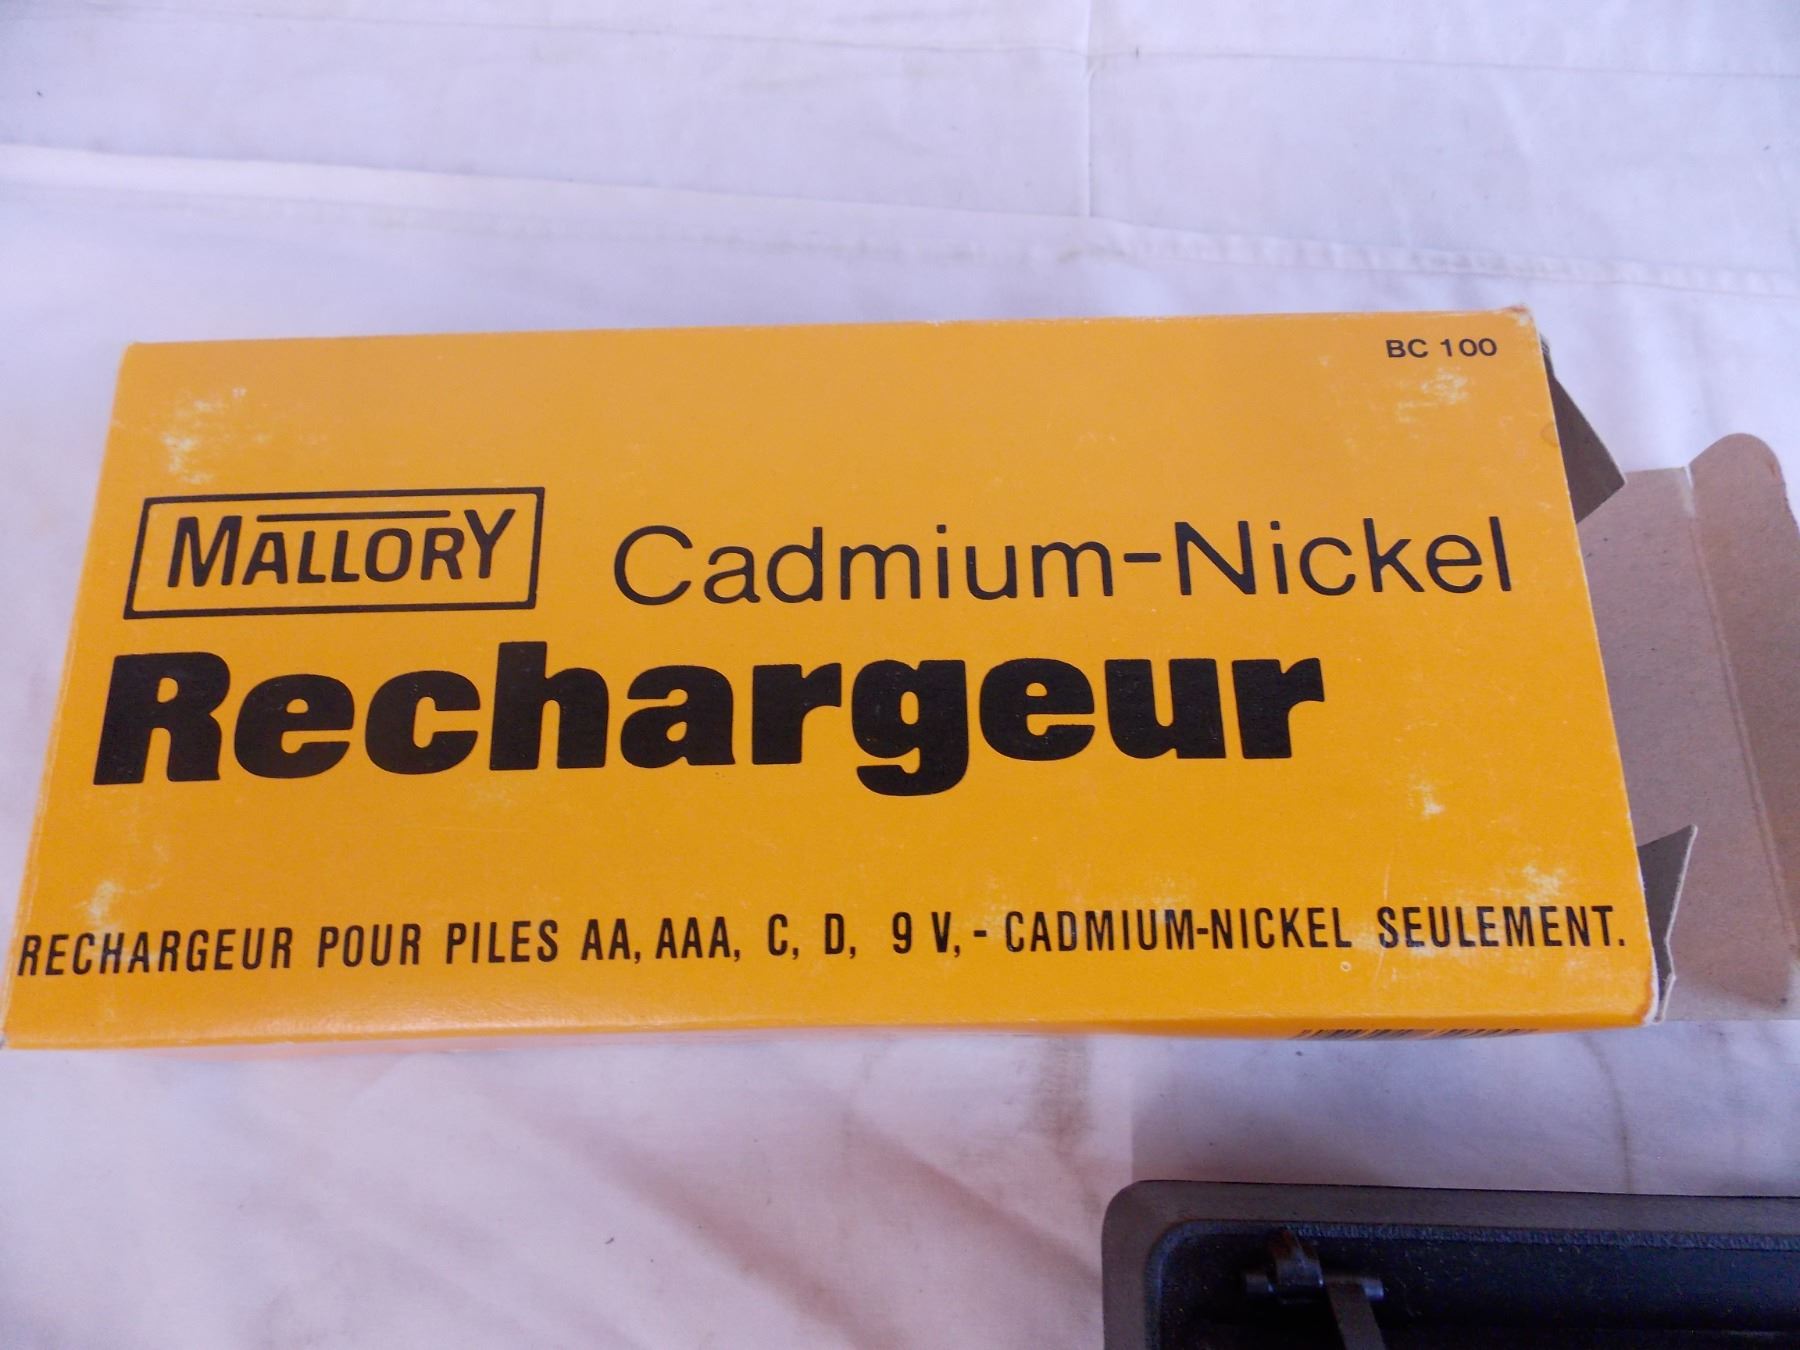 BC 100
MALLORY Cadmium-Nickel
Rechargeur
RECHARGEUR POUR PILES AA, AAA, C, D, 9 V, - CADMIUM-NICKEL SEULEMENT.